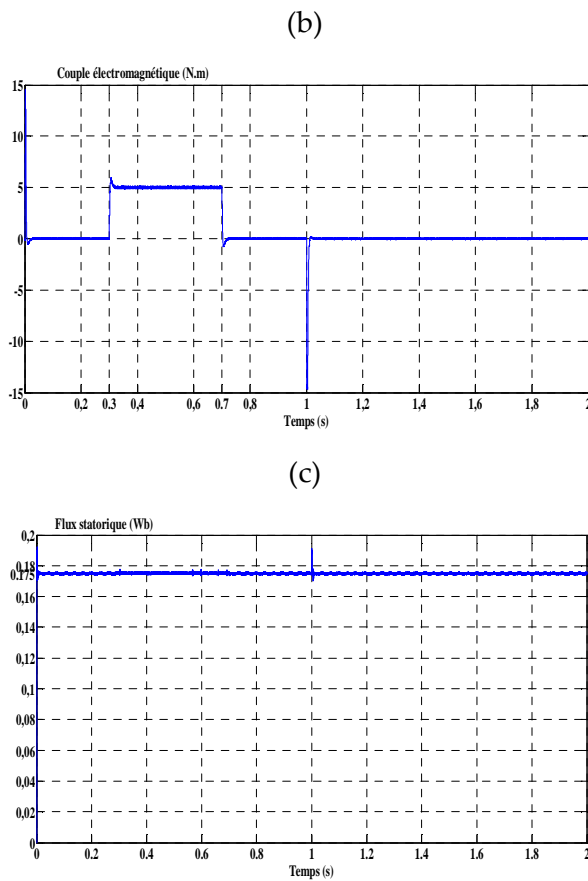 (b)
Couple électromagnétique (N.m)
15
10
5
0
-5
-10
-15
0 0,2 0.3 0,4 0,6 0.7 0,8 1 1,2 1,4 1,6 1,8 2
Temps (s)
(c)
Flux statorique (Wb)
0,2
0.18
0.175
0,16
0,14
0,12
0,1
0,08
0,06
0,04
0,02
0
0 0.2 0.4 0.6 0.8 1 1.2 1.4 1.6 1.8 2
Temps (s)